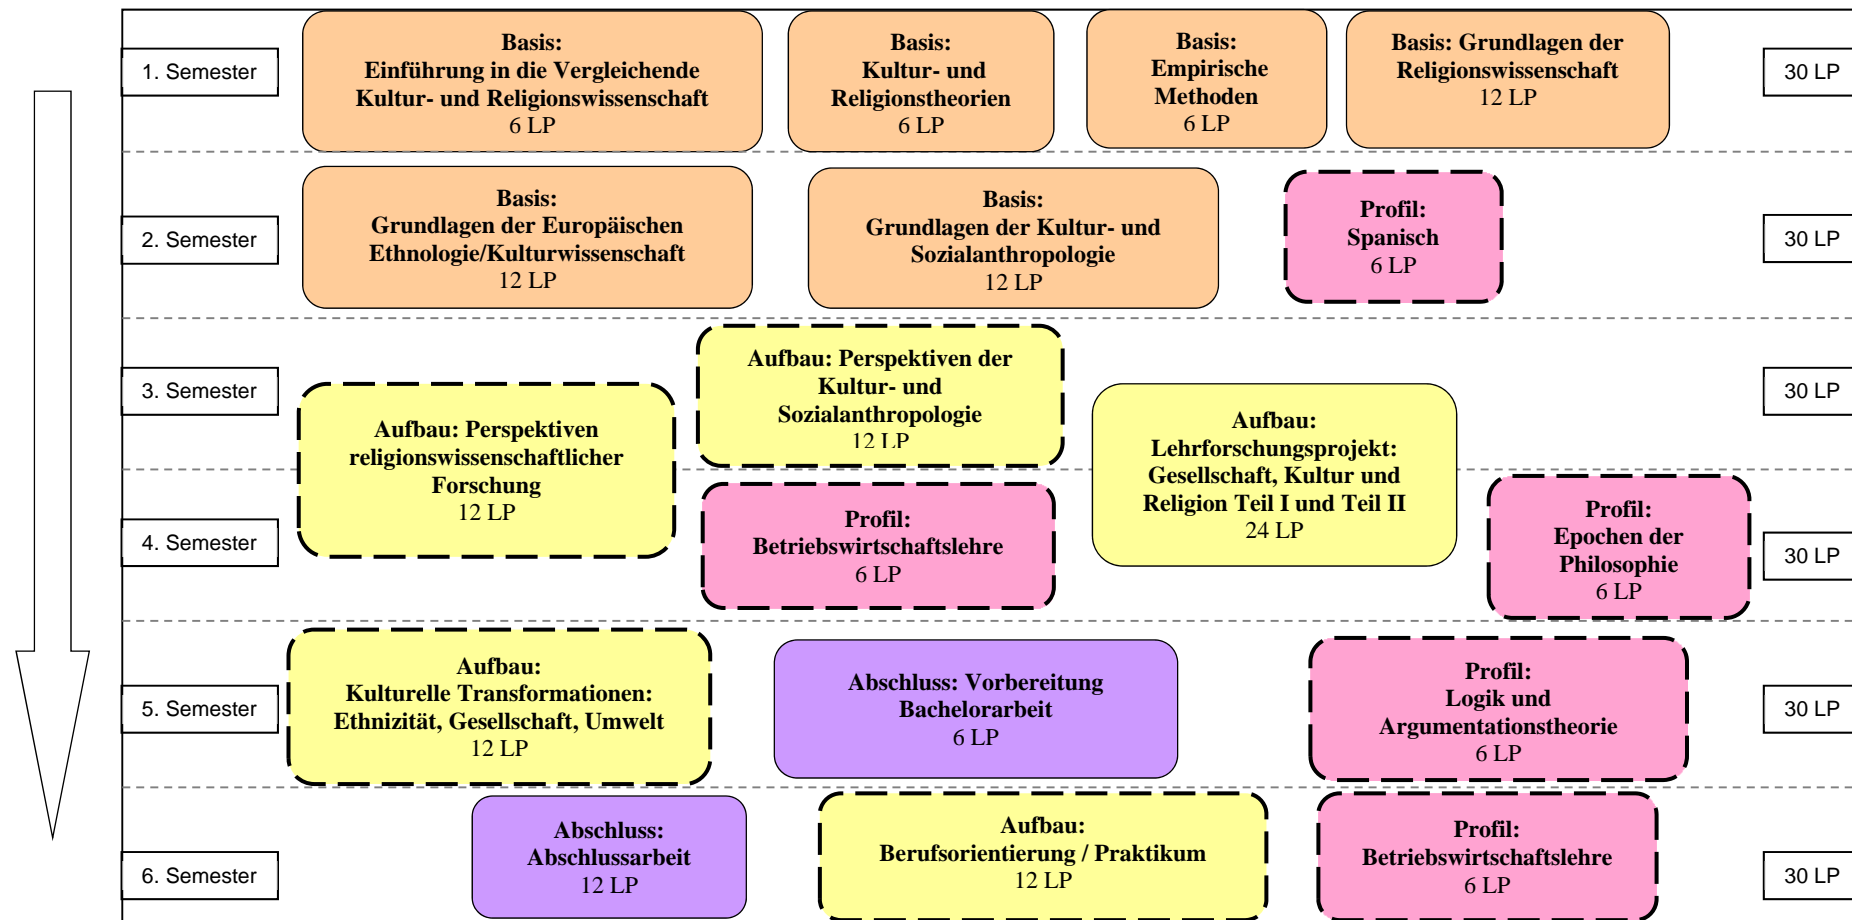 1. Semester
Basis:
Einführung in die Vergleichende
Kultur- und Religionswissenschaft
6 LP
Basis:
Kultur- und
Religionstheorien
6 LP
Basis:
Empirische
Methoden
6 LP
Basis: Grundlagen der
Religionswissenschaft
12 LP
30 LP
2. Semester
Basis:
Grundlagen der Europäischen
Ethnologie/Kulturwissenschaft
12 LP
Basis:
Grundlagen der Kultur- und
Sozialanthropologie
12 LP
Profil:
Spanisch
6 LP
30 LP
3. Semester
Aufbau: Perspektiven
religionswissenschaftlicher
Forschung
12 LP
Aufbau: Perspektiven der
Kultur- und
Sozialanthropologie
12 LP
Aufbau:
Lehrforschungsprojekt:
Gesellschaft, Kultur und
Religion Teil I und Teil II
24 LP
30 LP
4. Semester
Profil:
Betriebswirtschaftslehre
6 LP
Profil:
Epochen der
Philosophie
6 LP
30 LP
5. Semester
Aufbau:
Kulturelle Transformationen:
Ethnizität, Gesellschaft, Umwelt
12 LP
Abschluss: Vorbereitung
Bachelorarbeit
6 LP
Profil:
Logik und
Argumentationstheorie
6 LP
30 LP
6. Semester
Abschluss:
Abschlussarbeit
12 LP
Aufbau:
Berufsorientierung / Praktikum
12 LP
Profil:
Betriebswirtschaftslehre
6 LP
30 LP